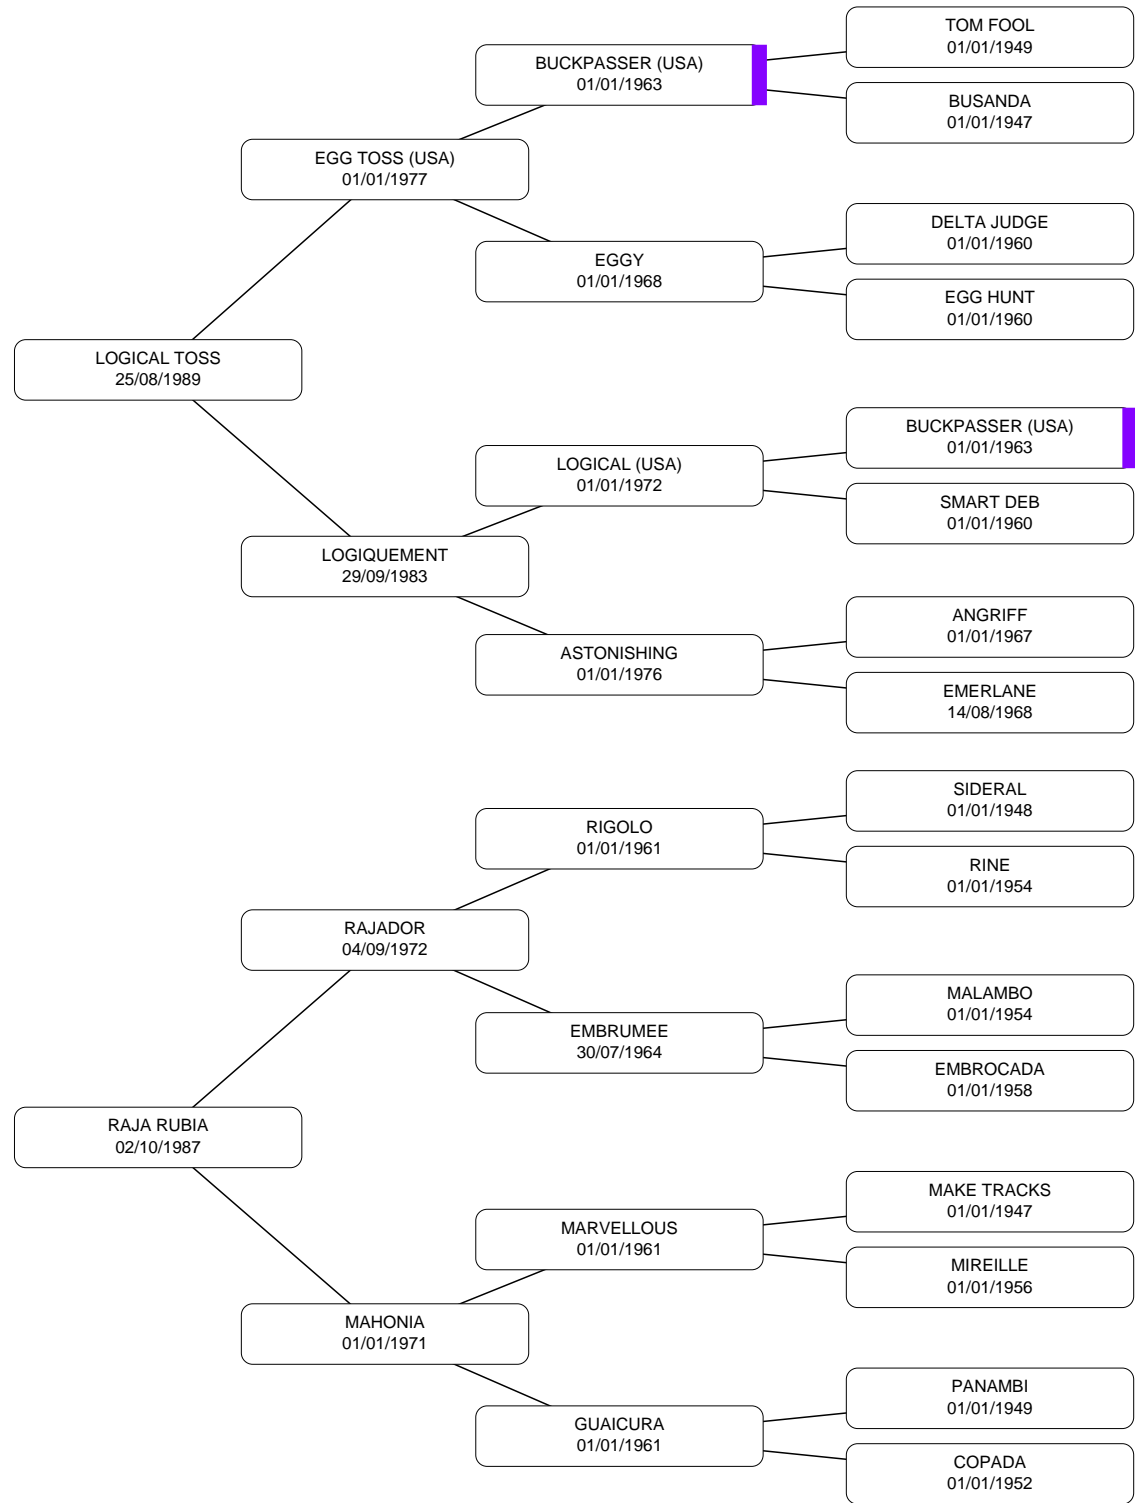 TOM FOOL
01/01/1949
BUCKPASSER (USA)
01/01/1963
BUSANDA
01/01/1947
EGG TOSS (USA)
01/01/1977
DELTA JUDGE
01/01/1960
EGGY
01/01/1968
EGG HUNT
01/01/1960
LOGICAL TOSS
25/08/1989
BUCKPASSER (USA)
01/01/1963
LOGICAL (USA)
01/01/1972
SMART DEB
01/01/1960
LOGIQUEMENT
29/09/1983
ANGRIFF
01/01/1967
ASTONISHING
01/01/1976
EMERLANE
14/08/1968
SIDERAL
01/01/1948
RIGOLO
01/01/1961
RINE
01/01/1954
RAJADOR
04/09/1972
MALAMBO
01/01/1954
EMBRUMEE
30/07/1964
EMBROCADA
01/01/1958
RAJA RUBIA
02/10/1987
MAKE TRACKS
01/01/1947
MARVELLOUS
01/01/1961
MIREILLE
01/01/1956
MAHONIA
01/01/1971
PANAMBI
01/01/1949
GUAICURA
01/01/1961
COPADA
01/01/1952